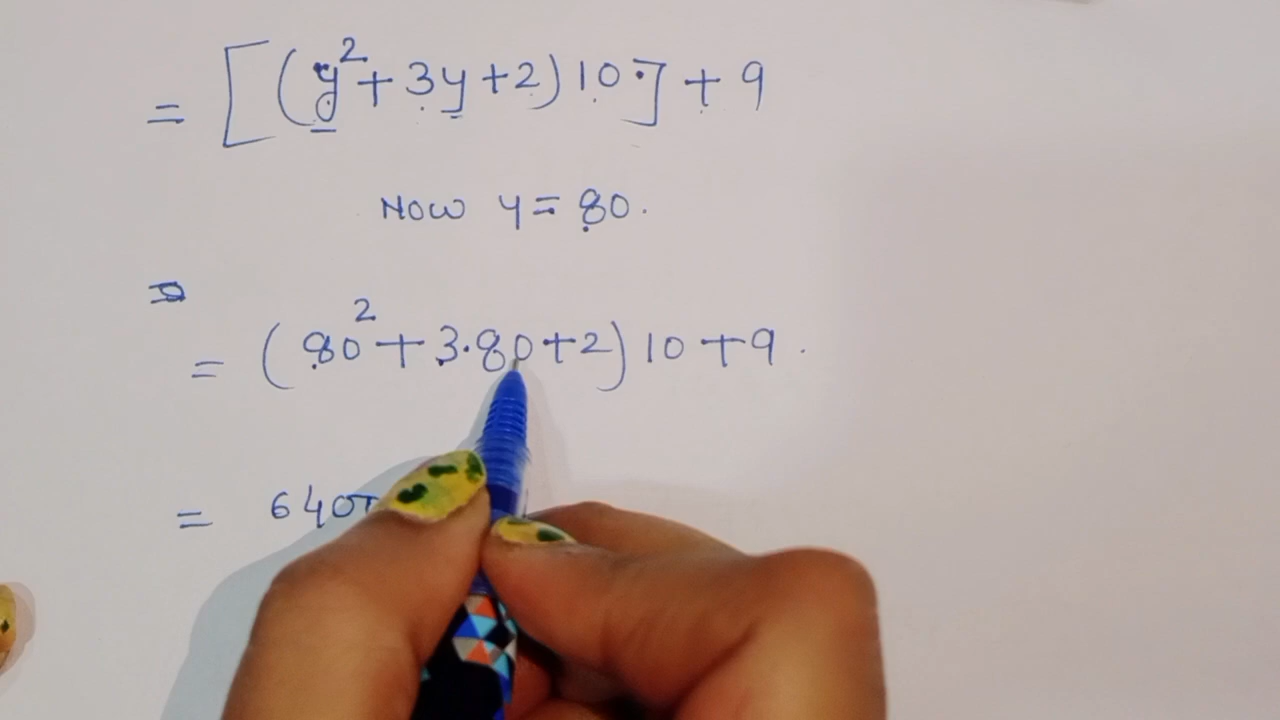 = [(y²+3y+2)10]+9
Now y=80.
=
= (80²+3·80+2)10+9.
= 640